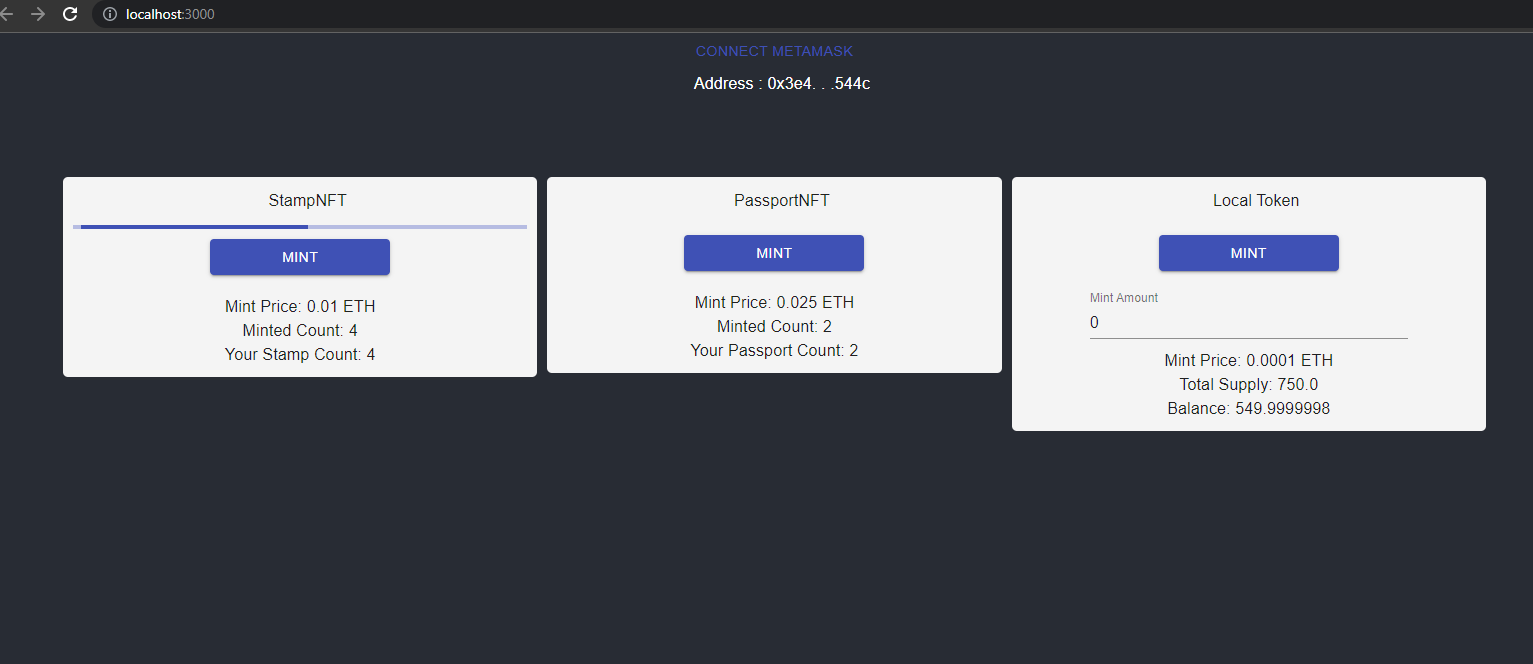 localhost:3000
CONNECT METAMASK
Address : 0x3e4. . .544c
StampNFT
MINT
Mint Price: 0.01 ETH
Minted Count: 4
Your Stamp Count: 4
PassportNFT
MINT
Mint Price: 0.025 ETH
Minted Count: 2
Your Passport Count: 2
Local Token
MINT
Mint Amount
0
Mint Price: 0.0001 ETH
Total Supply: 750.0
Balance: 549.9999998